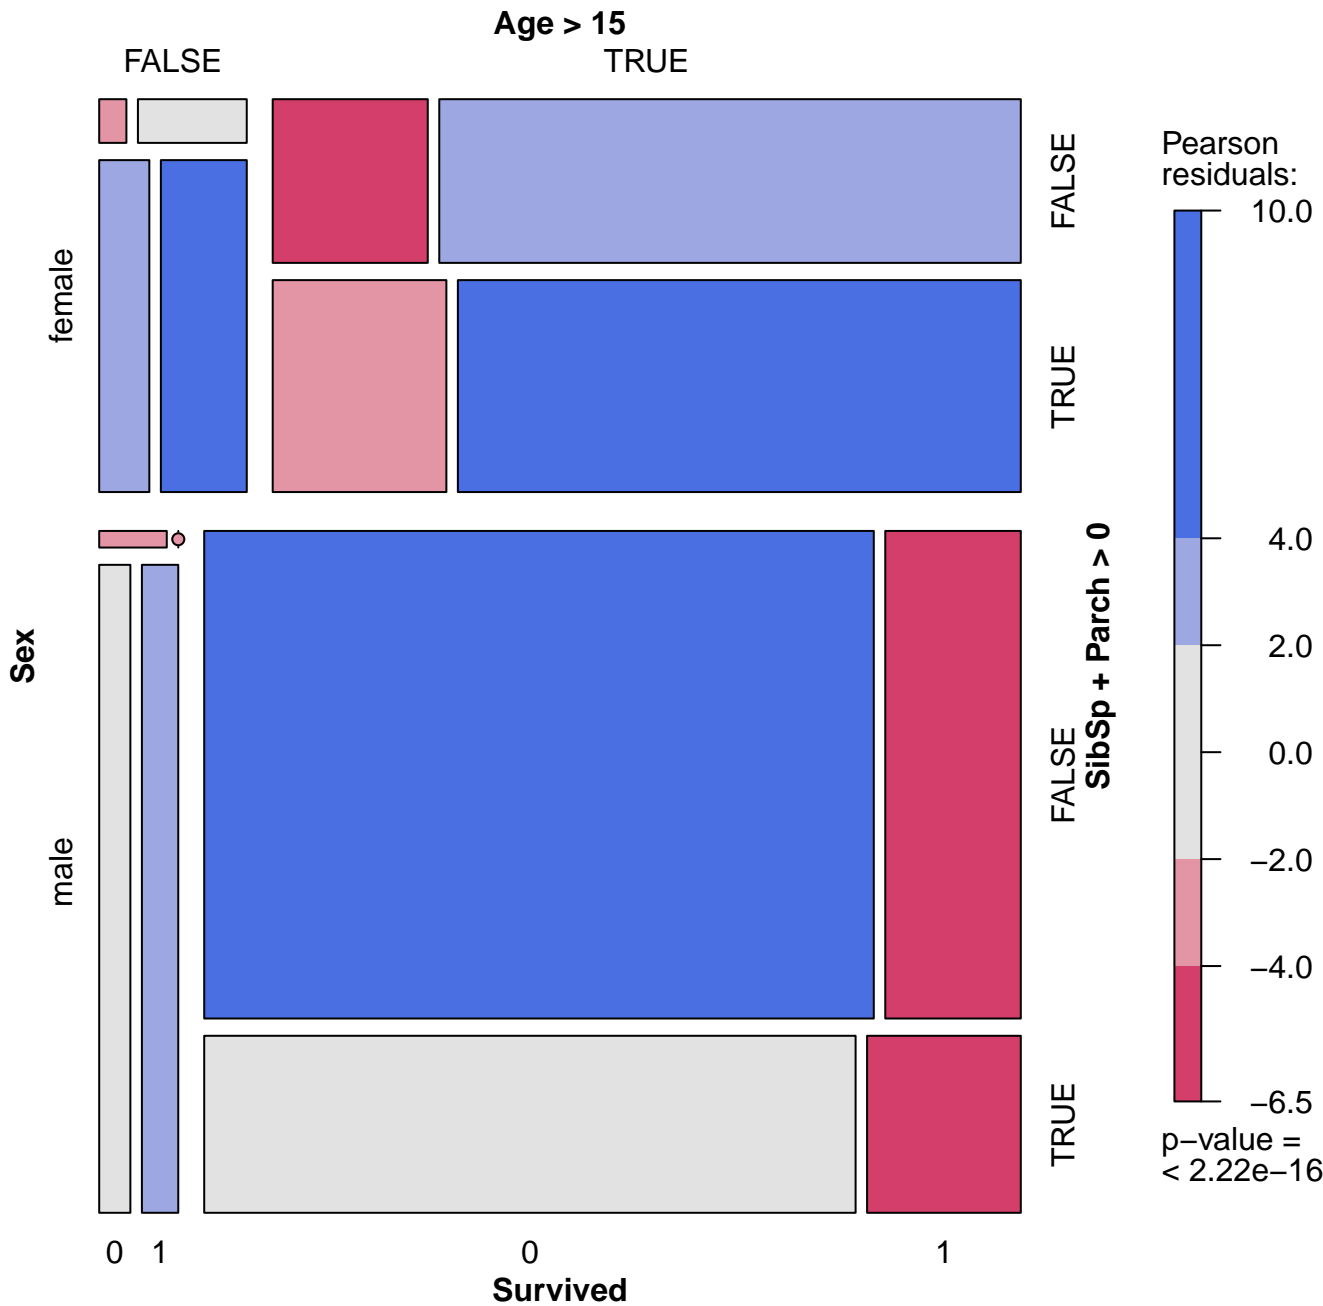 Age > 15
FALSE TRUE
female
male
Sex
FALSE
TRUE
FALSE
TRUE
SibSp + Parch > 0
0 1 0 1
Survived
Pearson
residuals:
10.0
4.0
2.0
0.0
−2.0
−4.0
−6.5
p−value =
< 2.22e−16